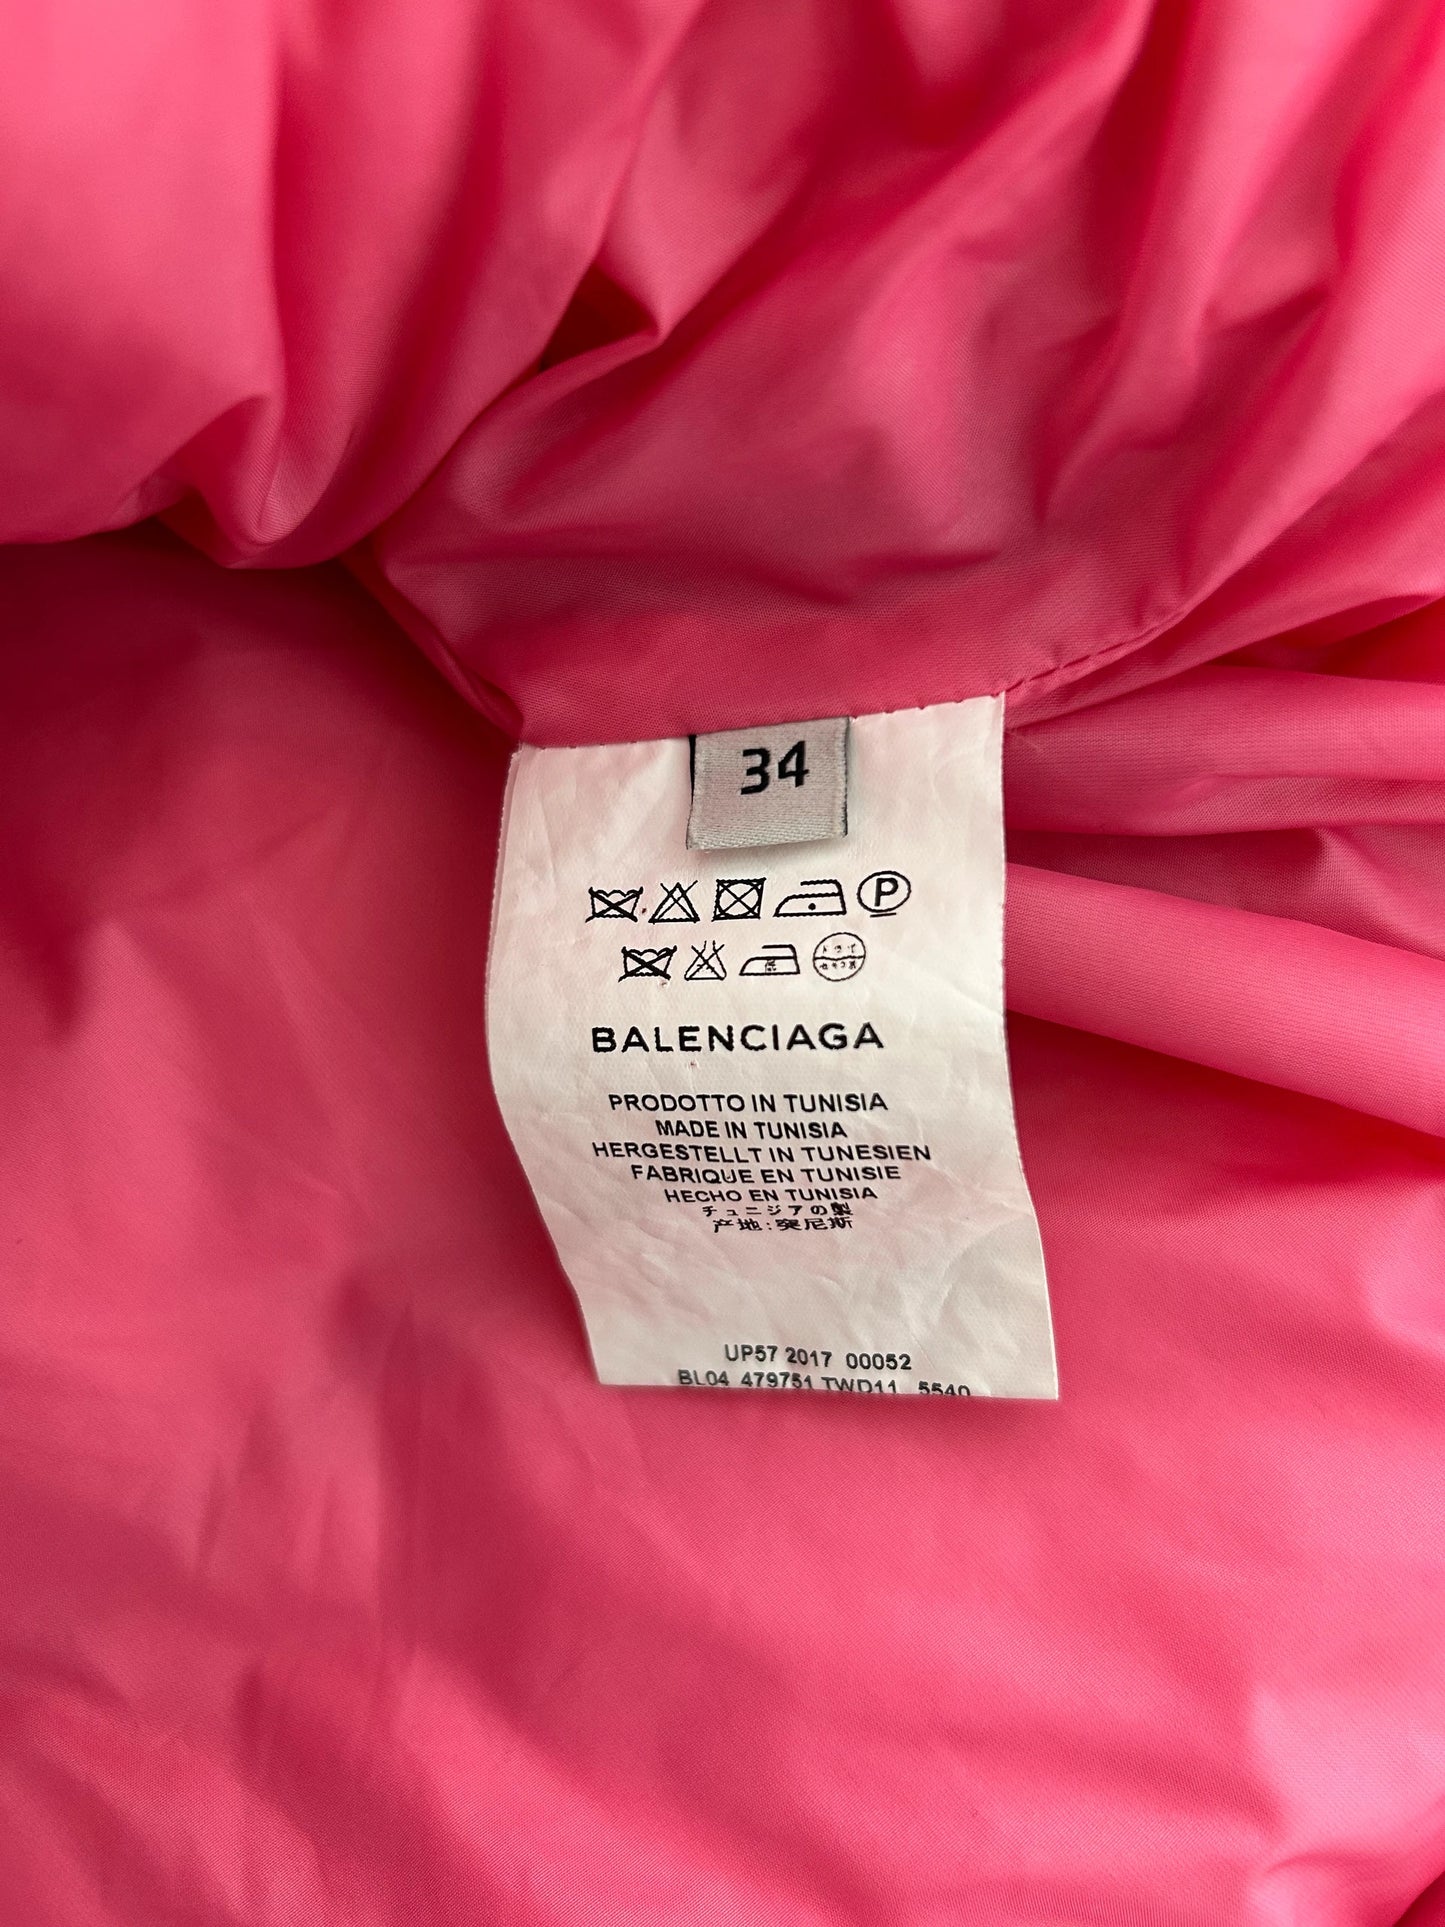 34
P
BALENCIAGA
PRODOTTO IN TUNISIA
MADE IN TUNISIA
HERGESTELLT IN TUNESIEN
FABRIQUE EN TUNISIE
HECHO EN TUNISIA
チュニジアの製
产地:突尼斯
UP57 2017 00052
BL04 479751 TWD11 5540